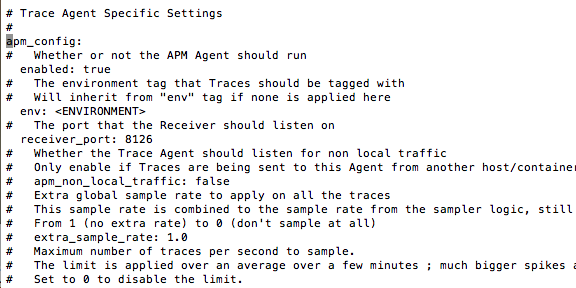 # Trace Agent Specific Settings
#
apm_config:
#   Whether or not the APM Agent should run
  enabled: true
#   The environment tag that Traces should be tagged with
#   Will inherit from "env" tag if none is applied here
  env: <ENVIRONMENT>
#   The port that the Receiver should listen on
  receiver_port: 8126
#   Whether the Trace Agent should listen for non local traffic
#   Only enable if Traces are being sent to this Agent from another host/container
#   apm_non_local_traffic: false
#   Extra global sample rate to apply on all the traces
#   This sample rate is combined to the sample rate from the sampler logic, still
#   From 1 (no extra rate) to 0 (don't sample at all)
#   extra_sample_rate: 1.0
#   Maximum number of traces per second to sample.
#   The limit is applied over an average over a few minutes ; much bigger spikes a
#   Set to 0 to disable the limit.